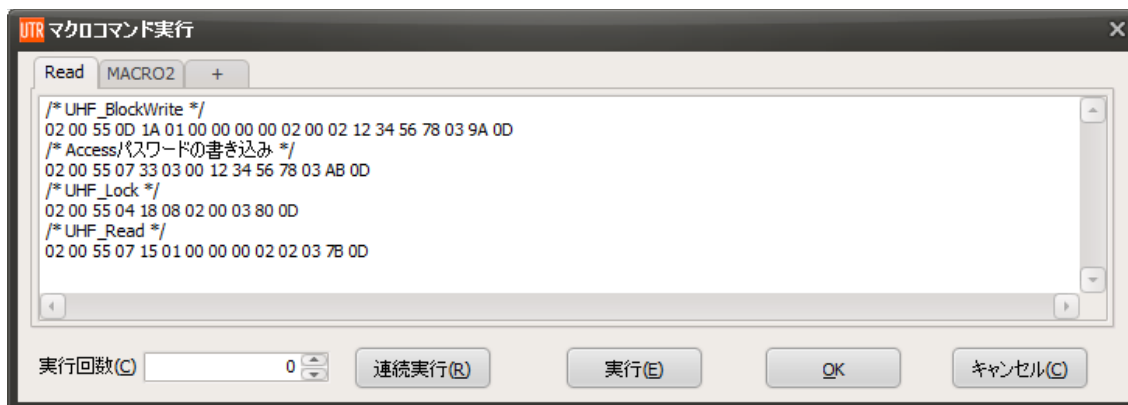 UTR マクロコマンド実行
Read MACRO2 +
/* UHF_BlockWrite */
02 00 55 0D 1A 01 00 00 00 00 02 00 02 12 34 56 78 03 9A 0D
/* Accessパスワードの書き込み */
02 00 55 07 33 03 00 12 34 56 78 03 AB 0D
/* UHF_Lock */
02 00 55 04 18 08 02 00 03 80 0D
/* UHF_Read */
02 00 55 07 15 01 00 00 00 02 02 03 7B 0D
実行回数(C) 0 連続実行(R) 実行(E) OK キャンセル(C)